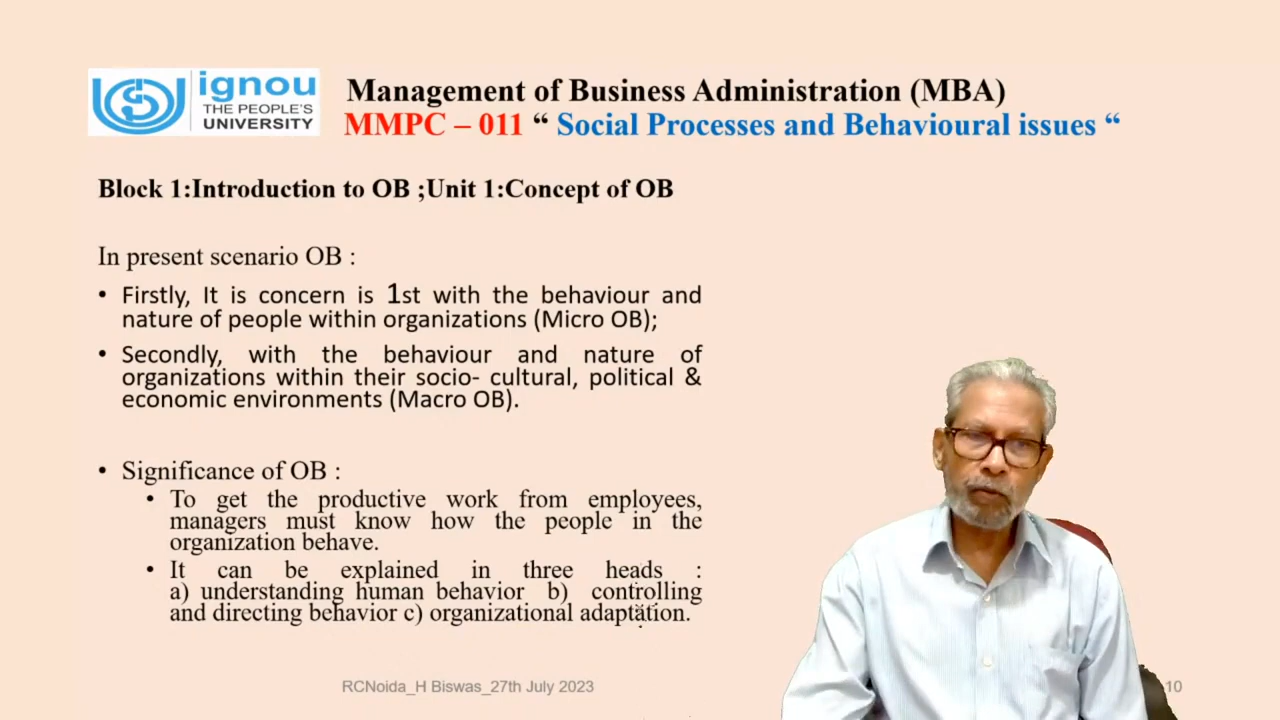 ignou
THE PEOPLE'S
UNIVERSITY
Management of Business Administration (MBA)
MMPC – 011 “ Social Processes and Behavioural issues “
Block 1:Introduction to OB ;Unit 1:Concept of OB
In present scenario OB :
• Firstly, It is concern is 1st with the behaviour and
nature of people within organizations (Micro OB);
• Secondly, with the behaviour and nature of
organizations within their socio- cultural, political &
economic environments (Macro OB).
• Significance of OB :
• To get the productive work from employees,
managers must know how the people in the
organization behave.
• It can be explained in three heads :
a) understanding human behavior b) controlling
and directing behavior c) organizational adaptation.
RCNoida_H Biswas_27th July 2023
10